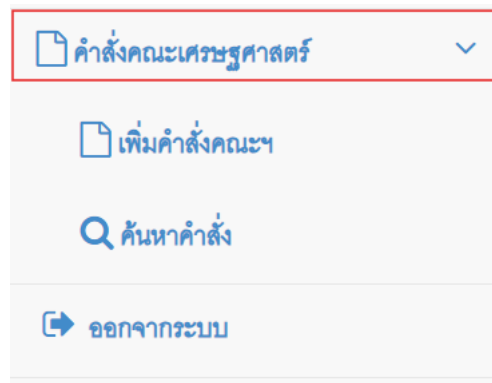 คำสั่งคณะเศรษฐศาสตร์
เพิ่มคำสั่งคณะฯ
ค้นหาคำสั่ง
ออกจากระบบ